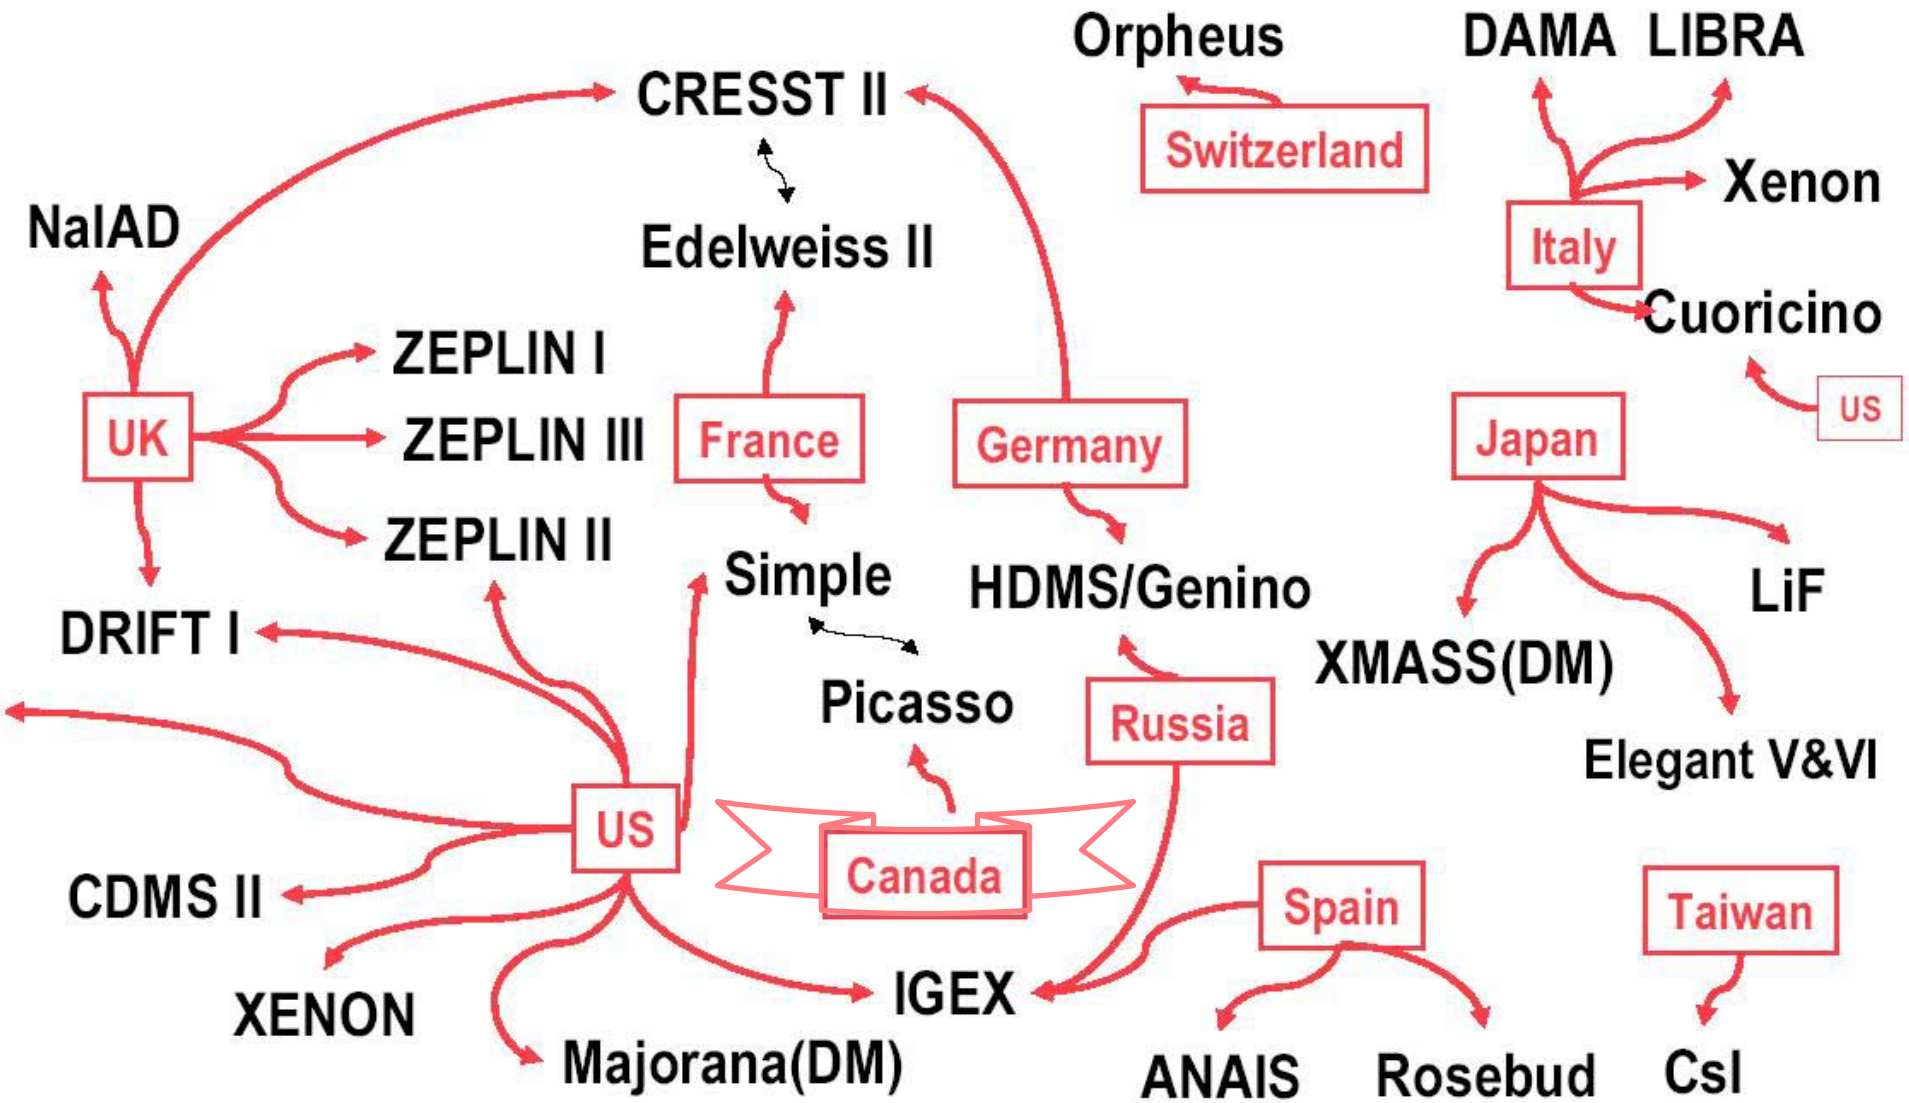 Orpheus
DAMA LIBRA
CRESST II
Switzerland
Xenon
NaIAD
Edelweiss II
Italy
Cuoricino
ZEPLIN I
US
UK
ZEPLIN III
France
Germany
Japan
ZEPLIN II
Simple
HDMS/Genino
LiF
DRIFT I
XMASS(DM)
Picasso
Russia
Elegant V&VI
US
Canada
CDMS II
Spain
Taiwan
XENON
IGEX
Majorana(DM)
ANAIS
Rosebud
CsI